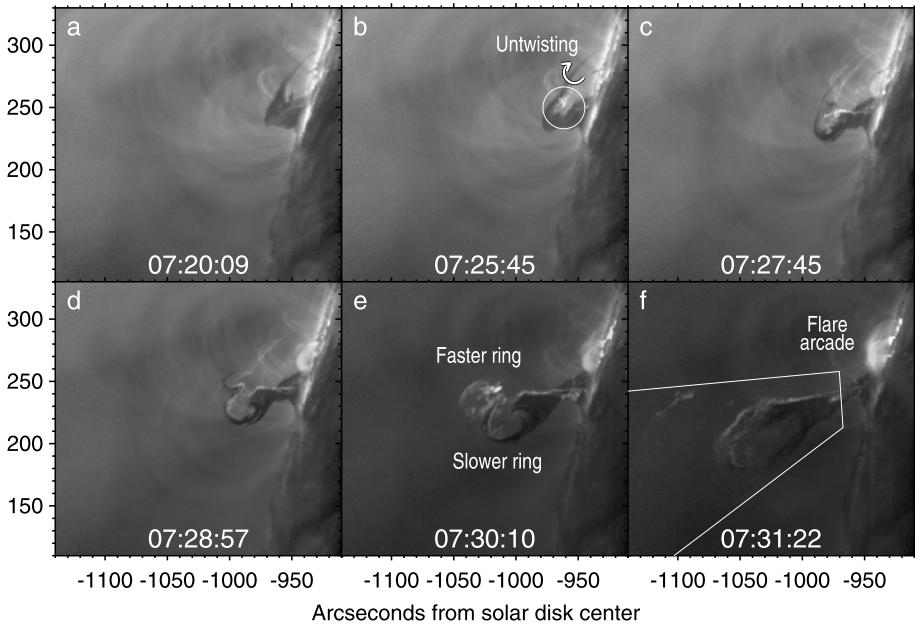 a
b
c
Untwisting
300
250
200
150
07:20:09
07:25:45
07:27:45
d
e
f
Flare
arcade
Faster ring
Slower ring
300
250
200
150
07:28:57
07:30:10
07:31:22
-1100 -1050 -1000 -950 -1100 -1050 -1000 -950 -1100 -1050 -1000 -950
Arcseconds from solar disk center